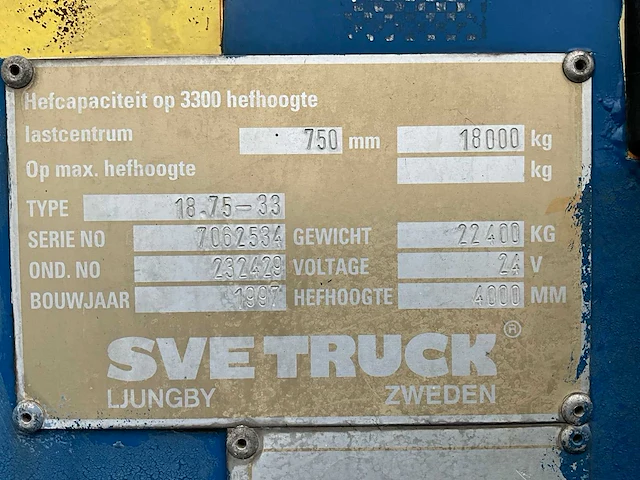 Hefcapaciteit op 3300 hefhoogte
lastcentrum 750 mm 18000 kg
Op max. hefhoogte kg
TYPE 18.75-33
SERIE NO 7062534 GEWICHT 22400 KG
OND. NO 232429 VOLTAGE 24 V
BOUWJAAR 1997 HEFHOOGTE 4000 MM
SVETRUCK ®
LJUNGBY ZWEDEN